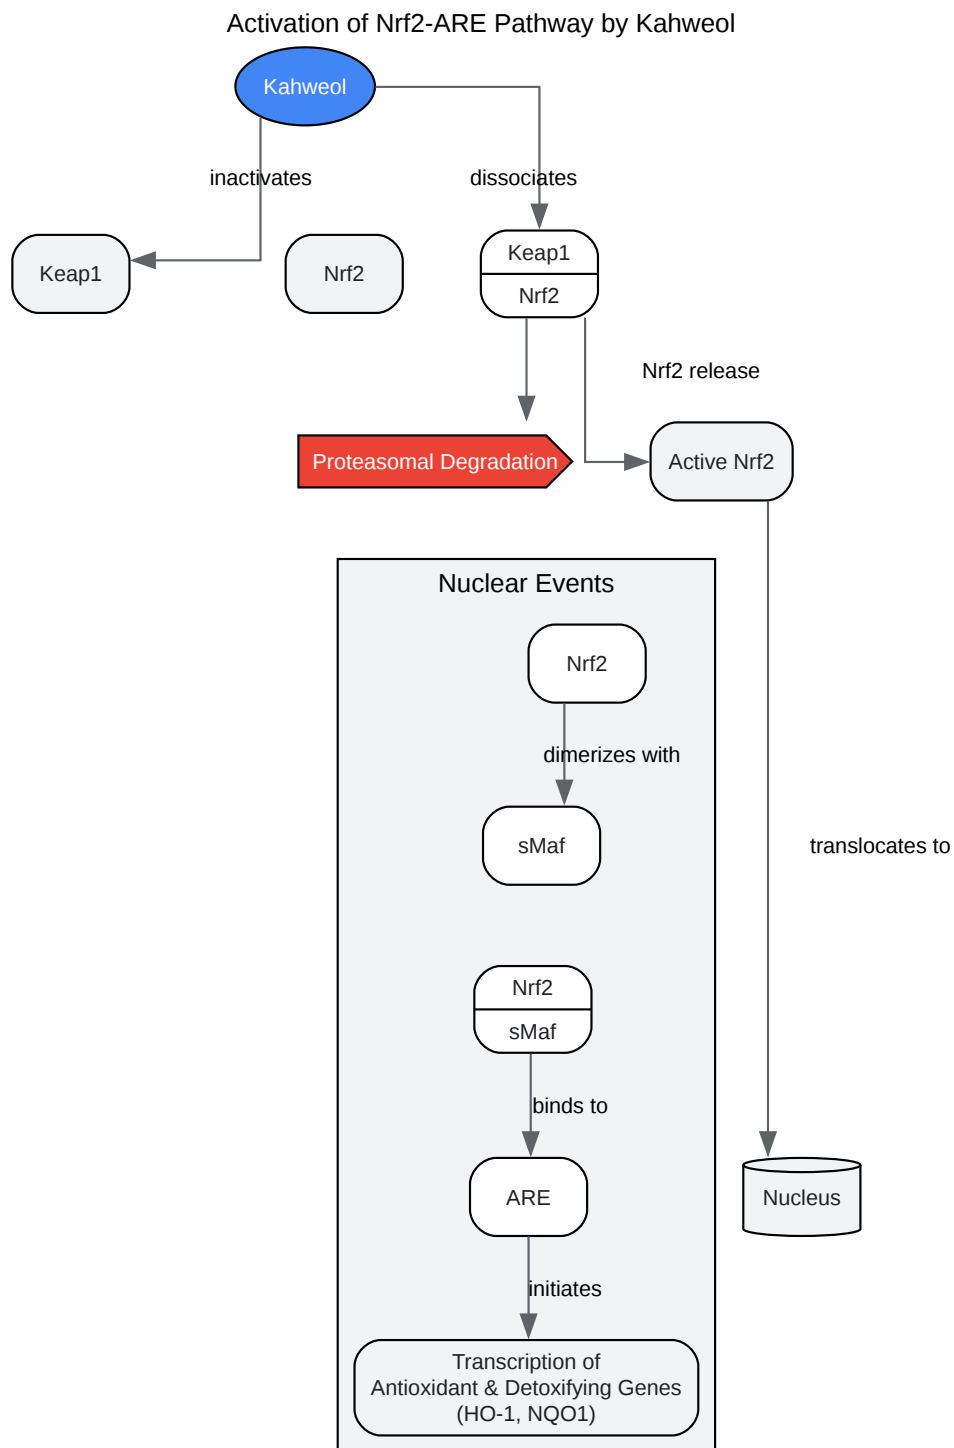 Activation of Nrf2-ARE Pathway by Kahweol
Kahweol
inactivates
dissociates
Keap1
Nrf2
Keap1
Nrf2
Nrf2 release
Proteasomal Degradation
Active Nrf2
Nuclear Events
Nrf2
dimerizes with
sMaf
translocates to
Nrf2
sMaf
binds to
ARE
Nucleus
initiates
Transcription of
Antioxidant & Detoxifying Genes
(HO-1, NQO1)